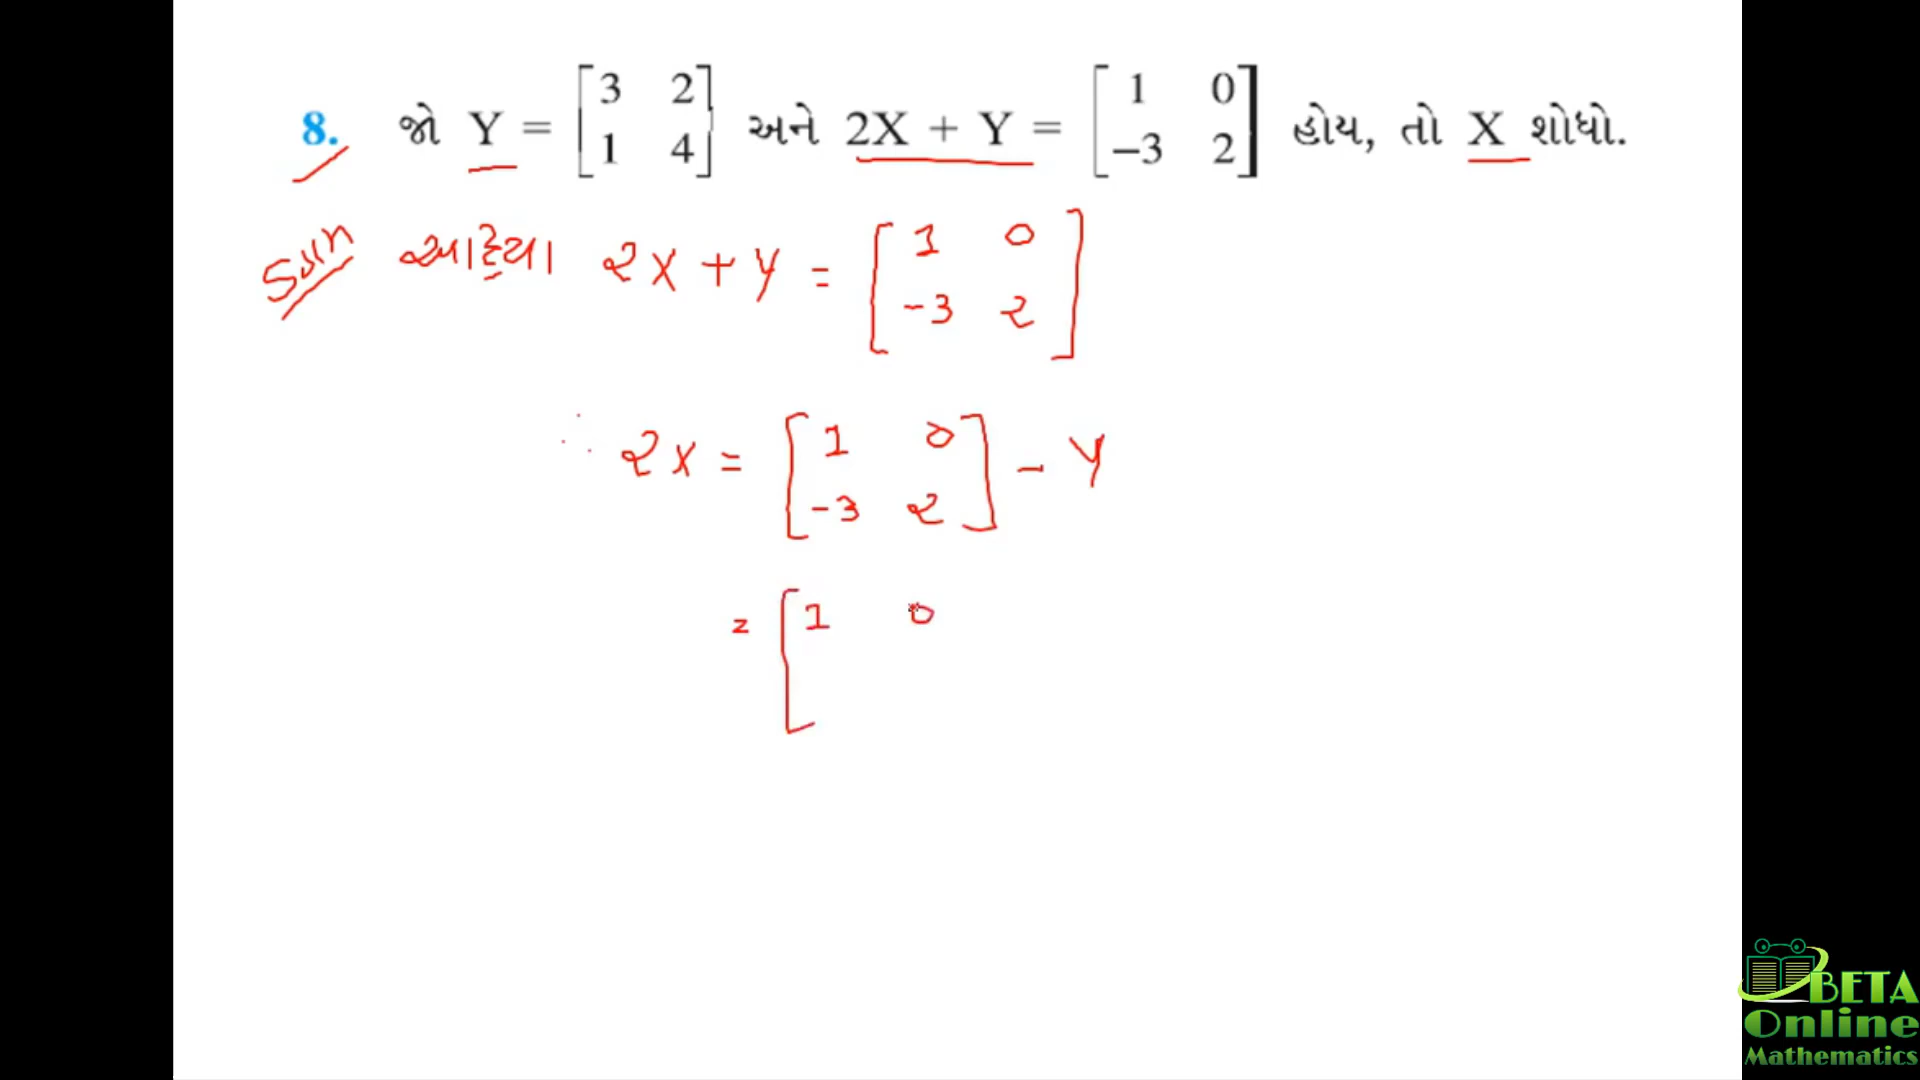 8. જો Y = [3 2 1 4] અને 2X + Y = [1 0 −3 2] હોય, તો X શોધો.
Soln 2X + Y = [1 0 -3 2]
∴ 2X = [1 0 -3 2] - Y
= [1 0
BETA
Online
Mathematics